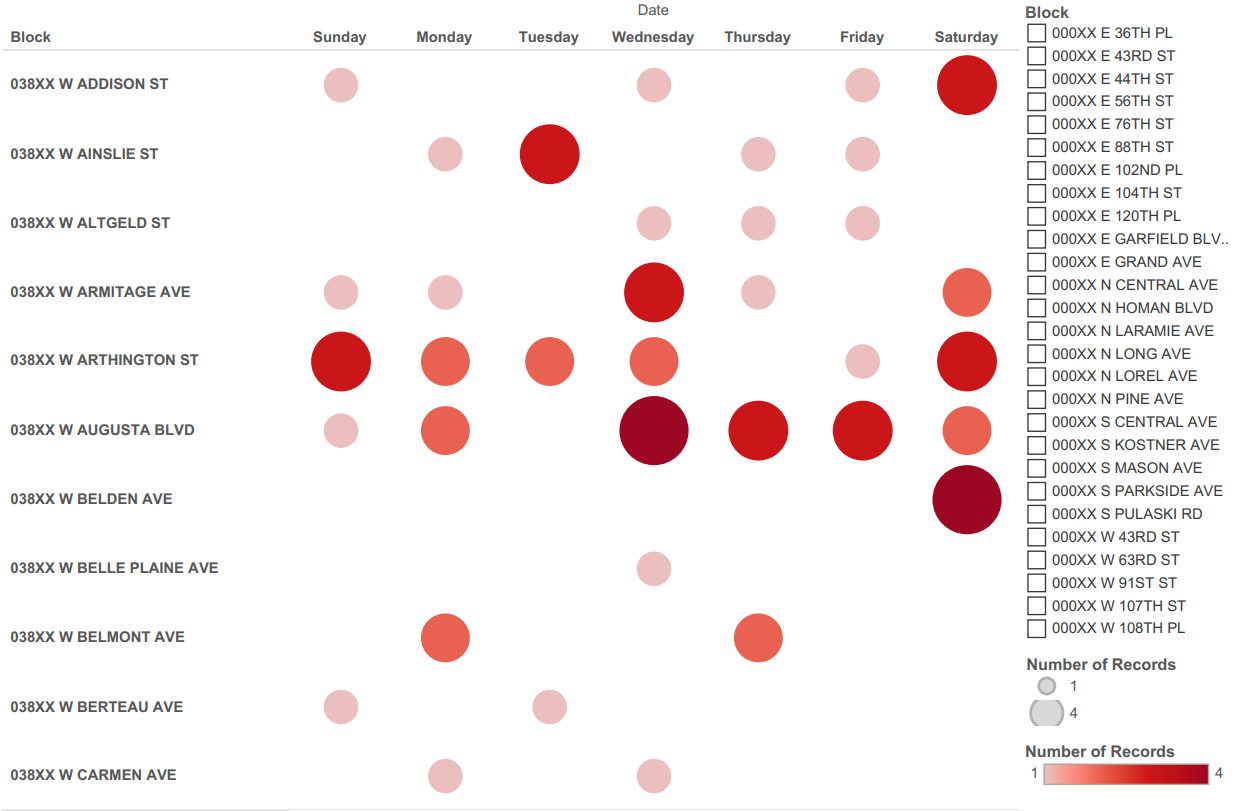 Date
Block Sunday Monday Tuesday Wednesday Thursday Friday Saturday
038XX W ADDISON ST
038XX W AINSLIE ST
038XX W ALTGELD ST
038XX W ARMITAGE AVE
038XX W ARTHINGTON ST
038XX W AUGUSTA BLVD
038XX W BELDEN AVE
038XX W BELLE PLAINE AVE
038XX W BELMONT AVE
038XX W BERTEAU AVE
038XX W CARMEN AVE
Block
000XX E 36TH PL
000XX E 43RD ST
000XX E 44TH ST
000XX E 56TH ST
000XX E 76TH ST
000XX E 88TH ST
000XX E 102ND PL
000XX E 104TH ST
000XX E 120TH PL
000XX E GARFIELD BLV..
000XX E GRAND AVE
000XX N CENTRAL AVE
000XX N HOMAN BLVD
000XX N LARAMIE AVE
000XX N LONG AVE
000XX N LOREL AVE
000XX N PINE AVE
000XX S CENTRAL AVE
000XX S KOSTNER AVE
000XX S MASON AVE
000XX S PARKSIDE AVE
000XX S PULASKI RD
000XX W 43RD ST
000XX W 63RD ST
000XX W 91ST ST
000XX W 107TH ST
000XX W 108TH PL
Number of Records
1
4
Number of Records
1 4